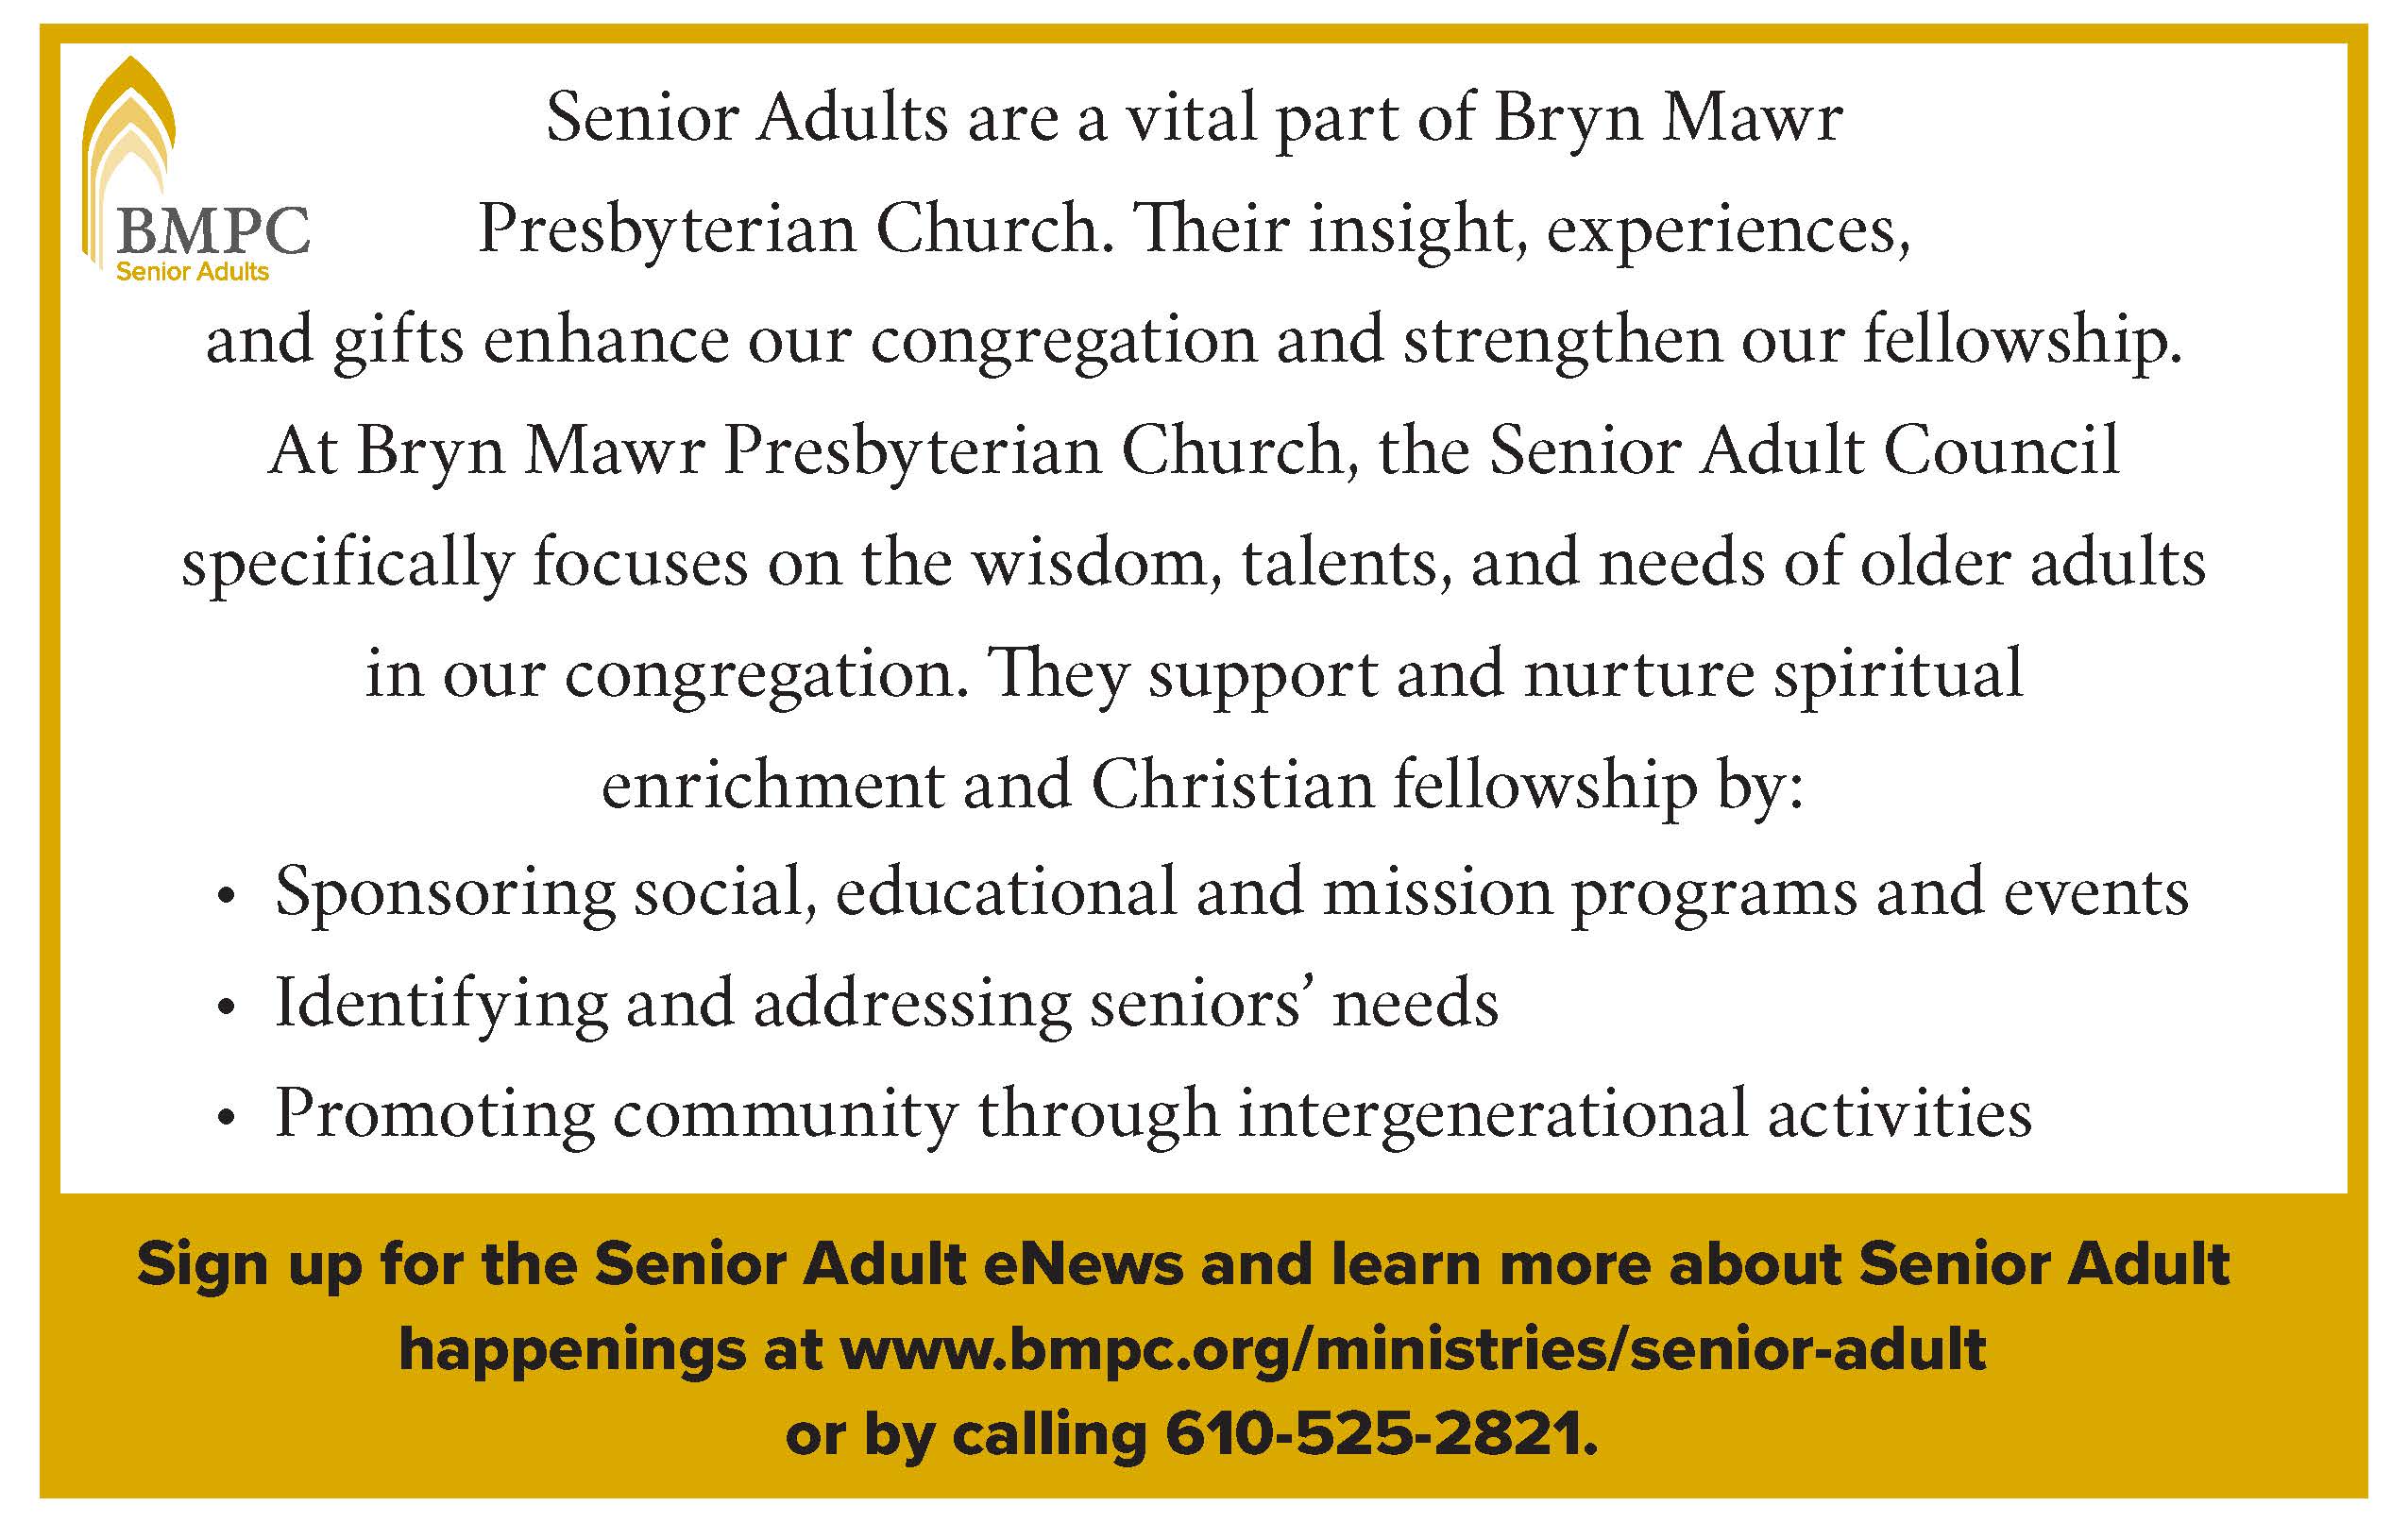 BMPC
Senior Adults
Senior Adults are a vital part of Bryn Mawr
Presbyterian Church. Their insight, experiences,
and gifts enhance our congregation and strengthen our fellowship.
At Bryn Mawr Presbyterian Church, the Senior Adult Council
specifically focuses on the wisdom, talents, and needs of older adults
in our congregation. They support and nurture spiritual
enrichment and Christian fellowship by:
• Sponsoring social, educational and mission programs and events
• Identifying and addressing seniors’ needs
• Promoting community through intergenerational activities
Sign up for the Senior Adult eNews and learn more about Senior Adult
happenings at www.bmpc.org/ministries/senior-adult
or by calling 610-525-2821.